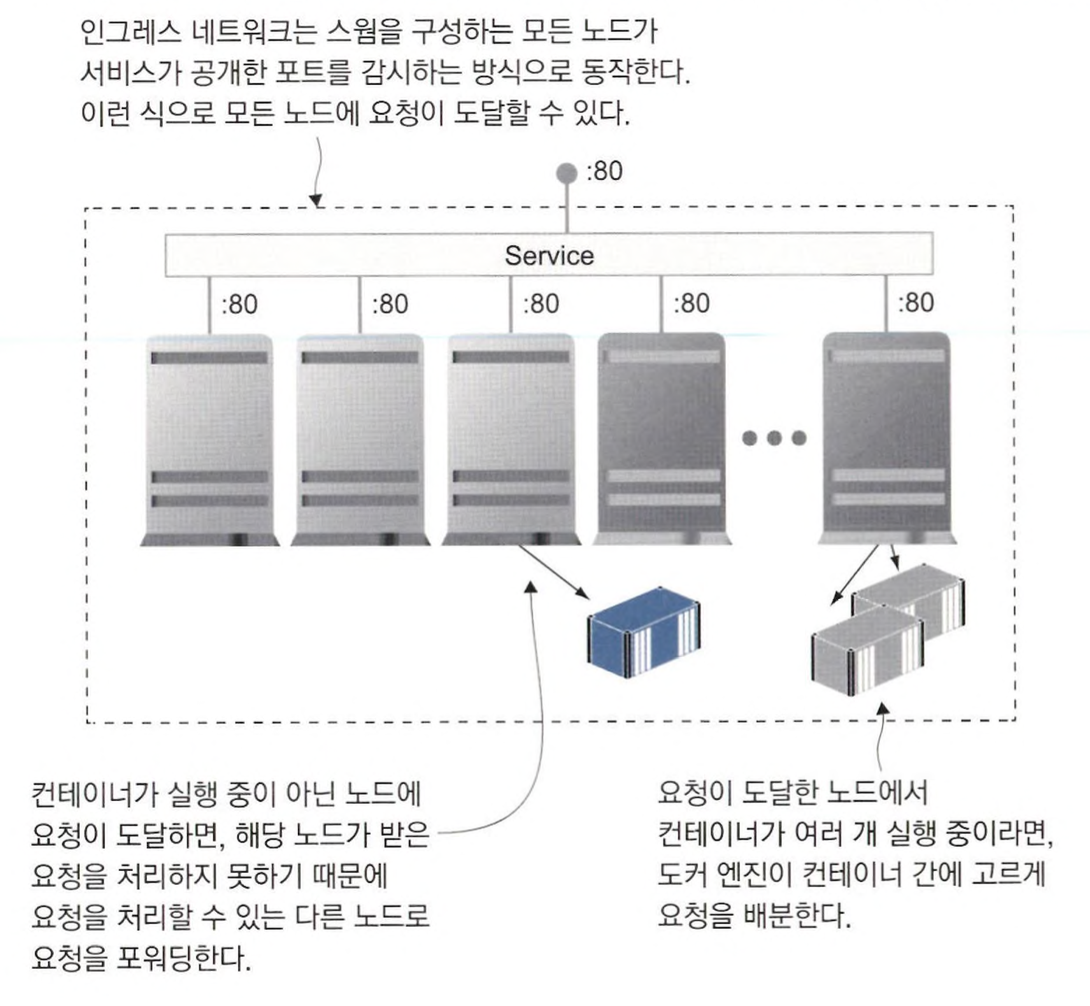 인그레스 네트워크는 스웜을 구성하는 모든 노드가
서비스가 공개한 포트를 감시하는 방식으로 동작한다.
이런 식으로 모든 노드에 요청이 도달할 수 있다.
:80
Service
:80
:80
:80
:80
:80
컨테이너가 실행 중이 아닌 노드에
요청이 도달하면, 해당 노드가 받은
요청을 처리하지 못하기 때문에
요청을 처리할 수 있는 다른 노드로
요청을 포워딩한다.
요청이 도달한 노드에서
컨테이너가 여러 개 실행 중이라면,
도커 엔진이 컨테이너 간에 고르게
요청을 배분한다.